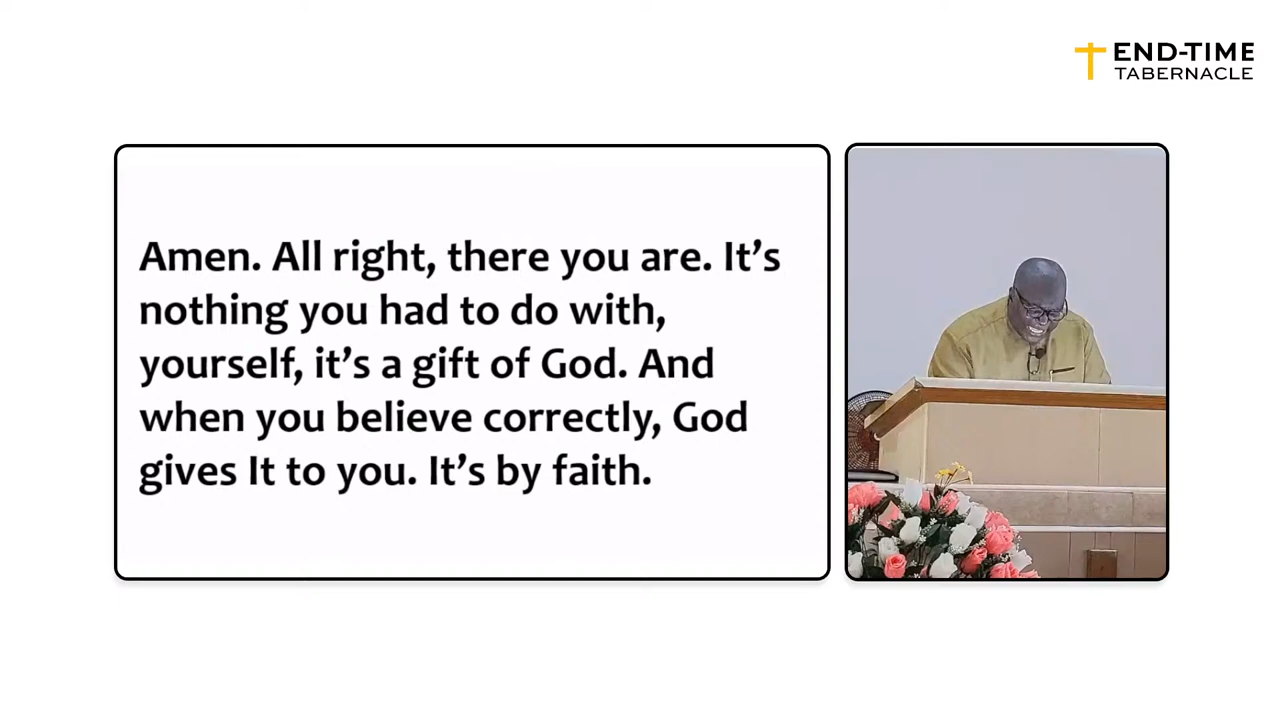 END-TIME
TABERNACLE
Amen. All right, there you are. It’s
nothing you had to do with,
yourself, it’s a gift of God. And
when you believe correctly, God
gives It to you. It’s by faith.